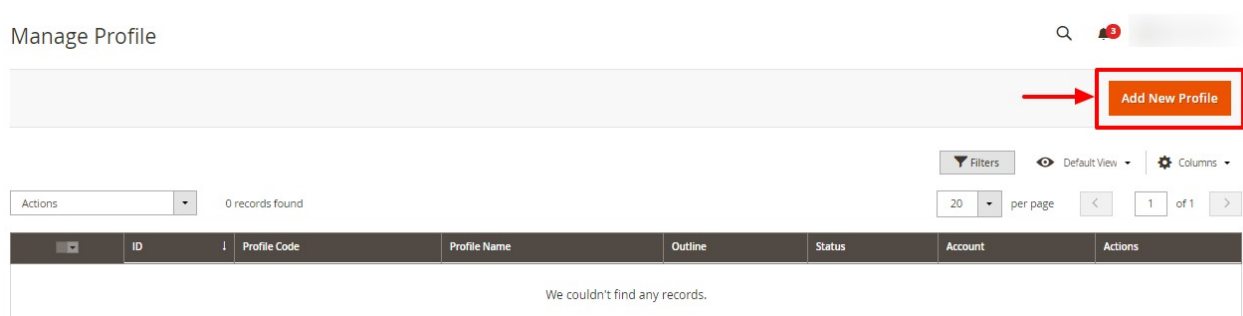 Manage Profile
3
Add New Profile
Filters Default View Columns
Actions 0 records found 20 per page 1 of 1
ID ↓ Profile Code Profile Name Outline Status Account Actions
We couldn't find any records.